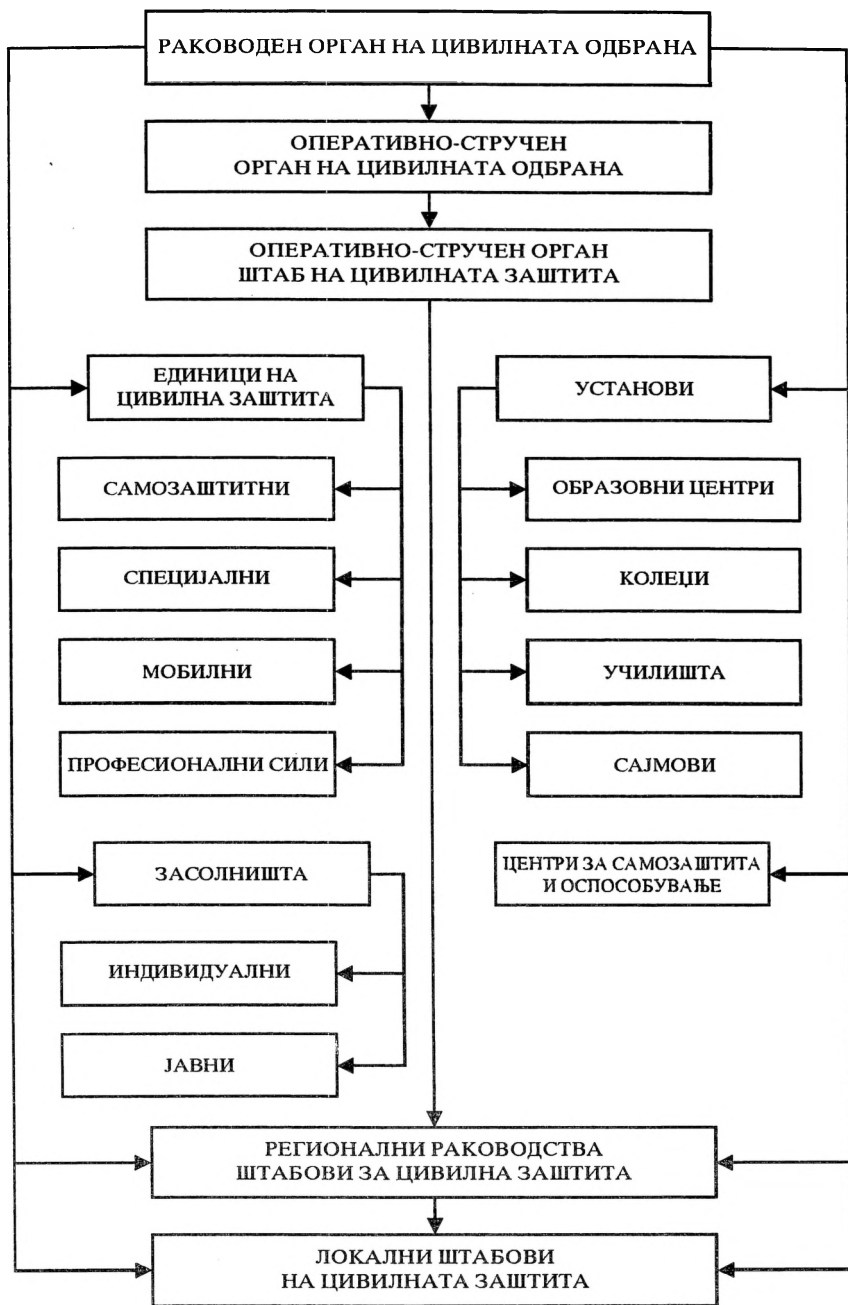 РАКОВОДЕН ОРГАН НА ЦИВИЛНАТА ОДБРАНА
ОПЕРАТИВНО-СТРУЧЕН
ОРГАН НА ЦИВИЛНАТА ОДБРАНА
ОПЕРАТИВНО-СТРУЧЕН ОРГАН
ШТАБ НА ЦИВИЛНАТА ЗАШТИТА
ЕДИНИЦИ НА
ЦИВИЛНА ЗАШТИТА
САМОЗАШТИТНИ
СПЕЦИЈАЛНИ
МОБИЛНИ
ПРОФЕСИОНАЛНИ СИЛИ
УСТАНОВИ
ОБРАЗОВНИ ЦЕНТРИ
КОЛЕЏИ
УЧИЛИШТА
САЈМОВИ
ЗАСОЛНИШТА
ИНДИВИДУАЛНИ
ЈАВНИ
ЦЕНТРИ ЗА САМОЗАШТИТА
И ОСПОСОБУВАЊЕ
РЕГИОНАЛНИ РАКОВОДСТВА
ШТАБОВИ ЗА ЦИВИЛНА ЗАШТИТА
ЛОКАЛНИ ШТАБОВИ
НА ЦИВИЛНАТА ЗАШТИТА